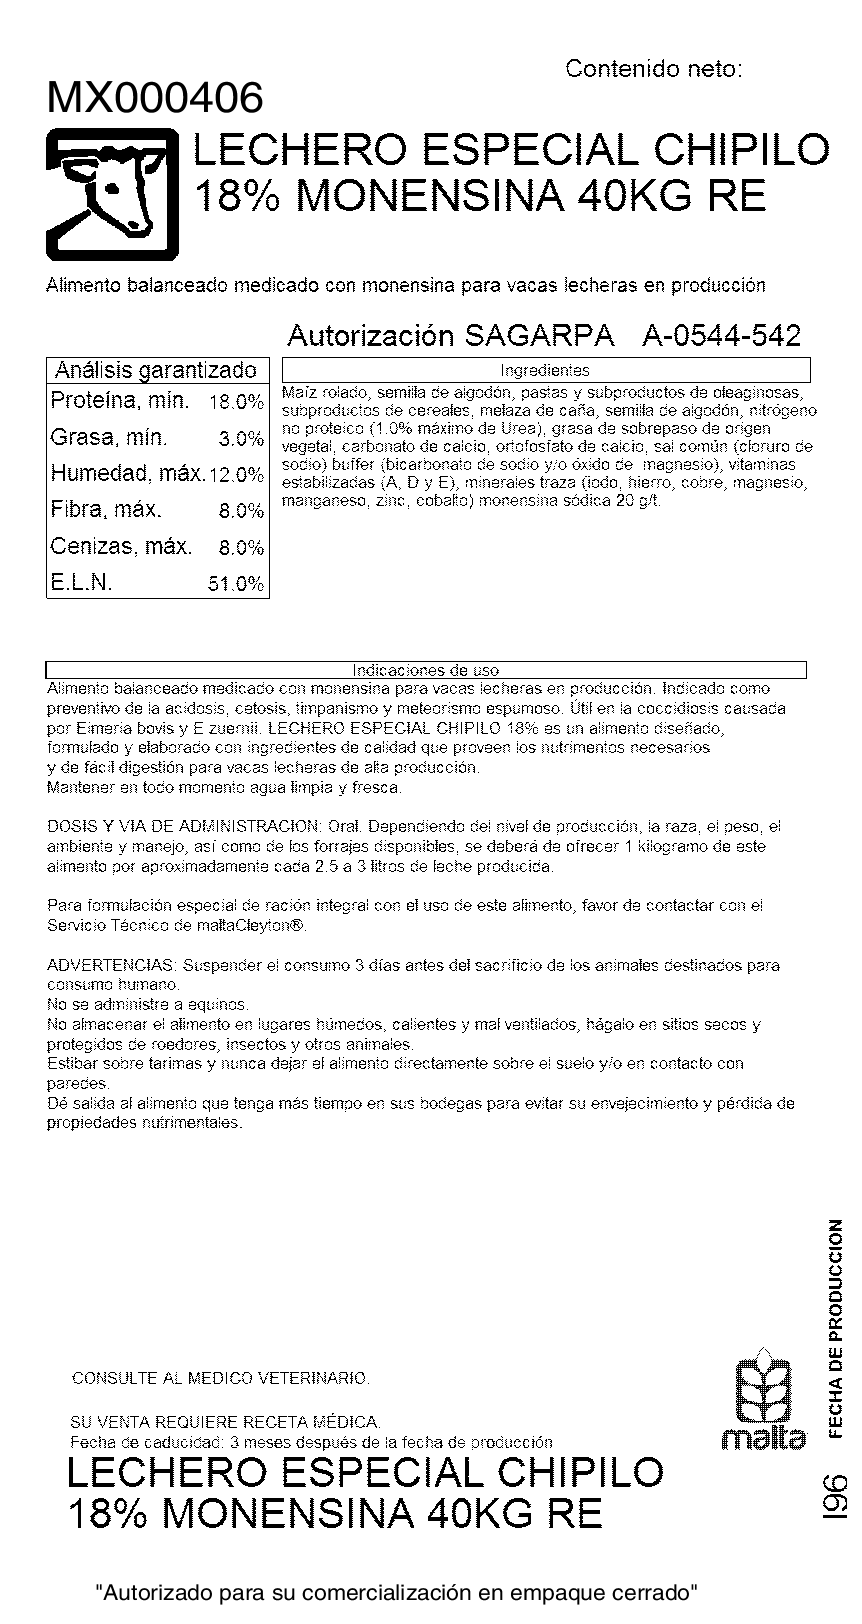 Contenido neto:
MX000406
LECHERO ESPECIAL CHIPILO
18% MONENSINA 40KG RE
Alimento balanceado medicado con monensina para vacas lecheras en producción
Autorización SAGARPA A-0544-542
Análisis garantizado
Proteína, mín. 18.0%
Grasa, mín. 3.0%
Humedad, máx. 12.0%
Fibra, máx. 8.0%
Cenizas, máx. 8.0%
E.L.N. 51.0%
Ingredientes
Maíz rolado, semilla de algodón, pastas y subproductos de oleaginosas,
subproductos de cereales, melaza de caña, semilla de algodón, nitrógeno
no proteico (1.0% máximo de Urea), grasa de sobrepaso de origen
vegetal, carbonato de calcio, ortofosfato de calcio, sal común (cloruro de
sodio) buffer (bicarbonato de sodio y/o óxido de magnesio), vitaminas
estabilizadas (A, D y E), minerales traza (iodo, hierro, cobre, magnesio,
manganeso, zinc, cobalto) monensina sódica 20 g/t.
Indicaciones de uso
Alimento balanceado medicado con monensina para vacas lecheras en producción. Indicado como
preventivo de la acidosis, cetosis, timpanismo y meteorismo espumoso. Útil en la coccidiosis causada
por Eimeria bovis y E zuernii. LECHERO ESPECIAL CHIPILO 18% es un alimento diseñado,
formulado y elaborado con ingredientes de calidad que proveen los nutrimentos necesarios
y de fácil digestión para vacas lecheras de alta producción.
Mantener en todo momento agua limpia y fresca.
DOSIS Y VIA DE ADMINISTRACION: Oral. Dependiendo del nivel de producción, la raza, el peso, el
ambiente y manejo, así como de los forrajes disponibles, se deberá de ofrecer 1 kilogramo de este
alimento por aproximadamente cada 2.5 a 3 litros de leche producida.
Para formulación especial de ración integral con el uso de este alimento, favor de contactar con el
Servicio Técnico de maltaCleyton®.
ADVERTENCIAS: Suspender el consumo 3 días antes del sacrificio de los animales destinados para
consumo humano.
No se administre a equinos.
No almacenar el alimento en lugares húmedos, calientes y mal ventilados, hágalo en sitios secos y
protegidos de roedores, insectos y otros animales.
Estibar sobre tarimas y nunca dejar el alimento directamente sobre el suelo y/o en contacto con
paredes.
Dé salida al alimento que tenga más tiempo en sus bodegas para evitar su envejecimiento y pérdida de
propiedades nutrimentales.
FECHA DE PRODUCCION
CONSULTE AL MEDICO VETERINARIO.
SU VENTA REQUIERE RECETA MÉDICA.
Fecha de caducidad: 3 meses después de la fecha de producción
malta
LECHERO ESPECIAL CHIPILO
18% MONENSINA 40KG RE
I96
"Autorizado para su comercialización en empaque cerrado"